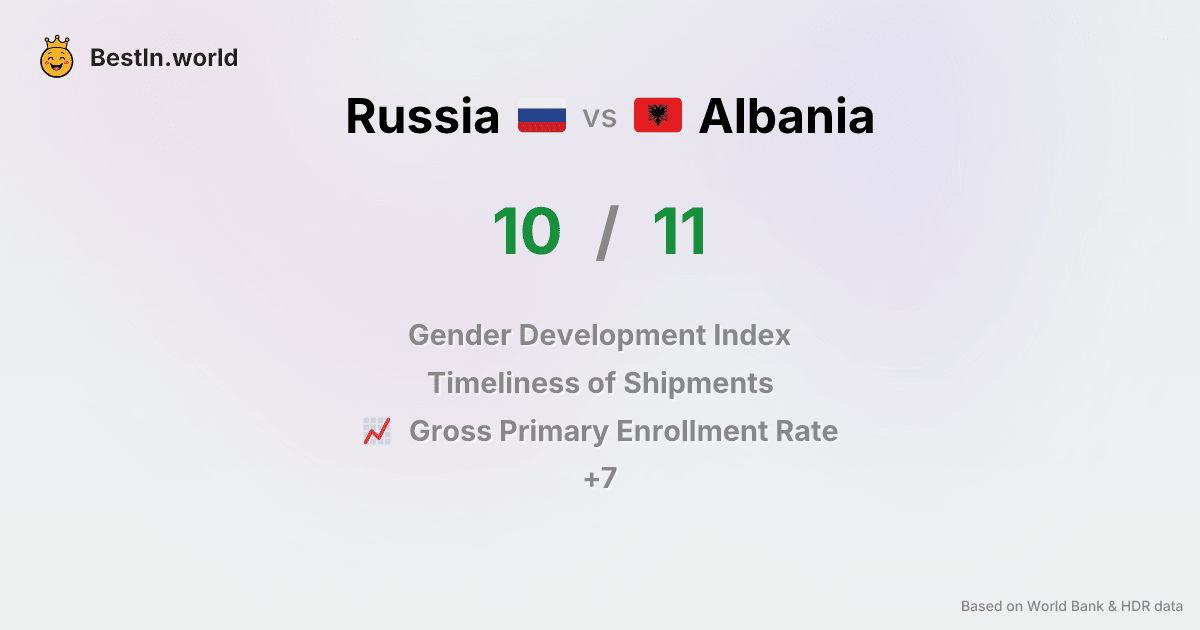 BestIn.world
Russia vs Albania
10 / 11
Gender Development Index
Timeliness of Shipments
Gross Primary Enrollment Rate
+7
Based on World Bank & HDR data